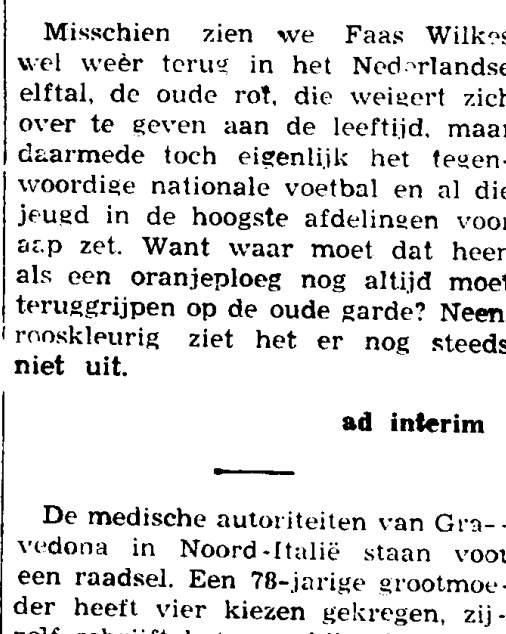 Misschien zien we Faas Wilkes
wel weèr terug in het Nederlandse
elftal, de oude rot, die weigert zich
over te geven aan de leeftijd, maar
daarmede toch eigenlijk het tegen-
woordige nationale voetbal en al die
jeugd in de hoogste afdelingen voor
aap zet. Want waar moet dat heen
als een oranjeploeg nog altijd moet
teruggrijpen op de oude garde? Neen,
rooskleurig ziet het er nog steeds
niet uit.
ad interim
De medische autoriteiten van Gra-
vedona in Noord-Italië staan voor
een raadsel. Een 78-jarige grootmoe-
der heeft vier kiezen gekregen, zij-